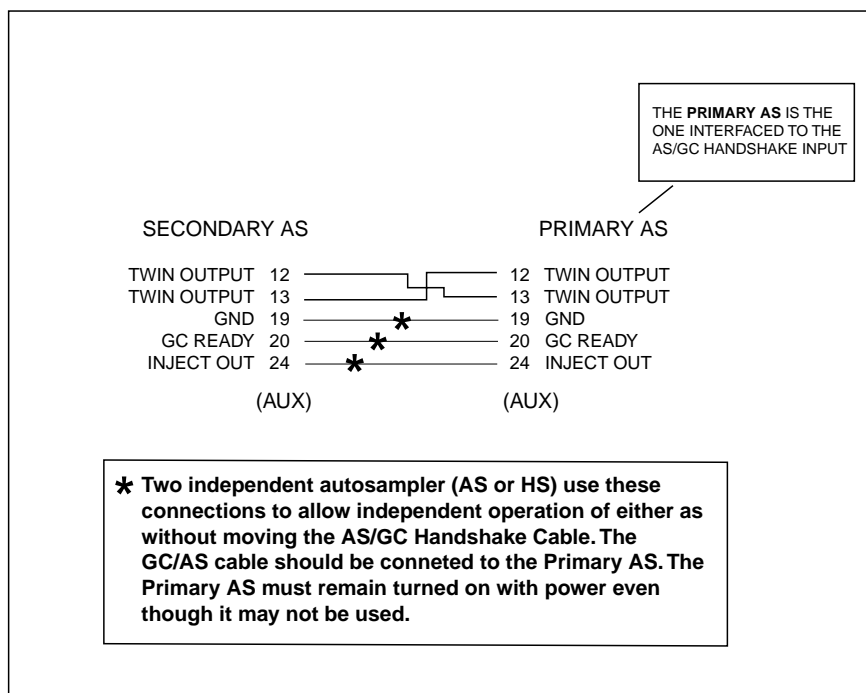 THE PRIMARY AS IS THE
ONE INTERFACED TO THE
AS/GC HANDSHAKE INPUT
SECONDARY AS
PRIMARY AS
TWIN OUTPUT 12
12 TWIN OUTPUT
TWIN OUTPUT 13
13 TWIN OUTPUT
GND 19
19 GND
GC READY 20
20 GC READY
INJECT OUT 24
24 INJECT OUT
(AUX)
(AUX)
* Two independent autosampler (AS or HS) use these
connections to allow independent operation of either as
without moving the AS/GC Handshake Cable. The
GC/AS cable should be conneted to the Primary AS. The
Primary AS must remain turned on with power even
though it may not be used.